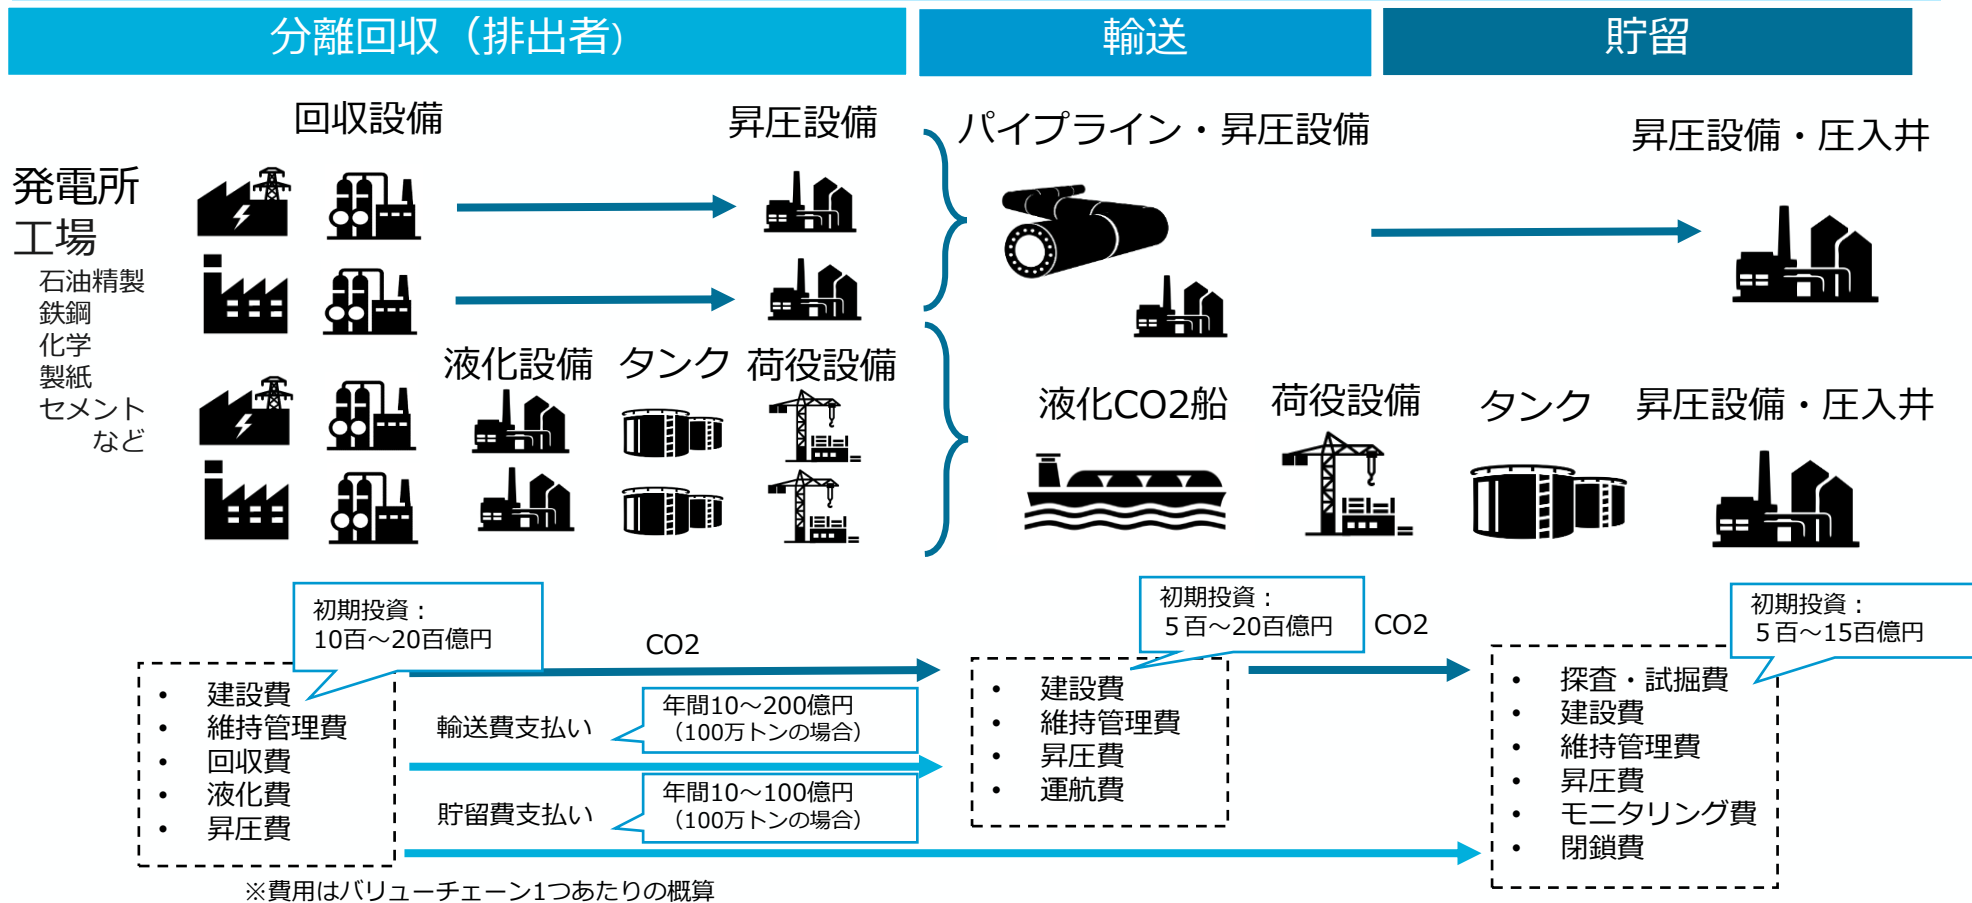 分離回収（排出者）
輸送
貯留
回収設備
昇圧設備
パイプライン・昇圧設備
昇圧設備・圧入井
発電所
工場
石油精製
鉄鋼
化学
製紙
セメント
など
液化設備
タンク
荷役設備
液化CO2船
荷役設備
タンク
昇圧設備・圧入井
初期投資：
10百～20百億円
CO2
初期投資：
５百～20百億円
CO2
初期投資：
５百～15百億円
• 建設費
• 維持管理費
• 回収費
• 液化費
• 昇圧費
輸送費支払い
年間10～200億円
（100万トンの場合）
貯留費支払い
年間10～100億円
（100万トンの場合）
• 建設費
• 維持管理費
• 昇圧費
• 運航費
• 探査・試掘費
• 建設費
• 維持管理費
• 昇圧費
• モニタリング費
• 閉鎖費
※費用はバリューチェーン1つあたりの概算